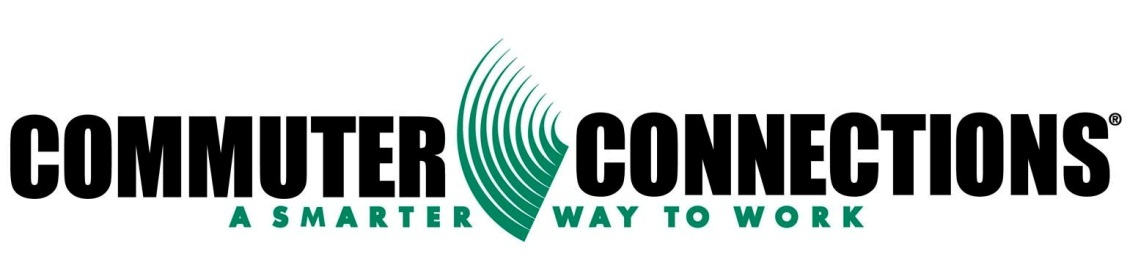 COMMUTER CONNECTIONS®
A SMARTER WAY TO WORK